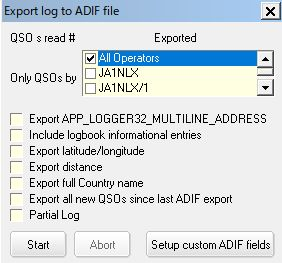 Export log to ADIF file
QSO s read # Exported
All Operators
Only QSOs by JA1NLX
JA1NLX/1
Export APP_LOGGER32_MULTILINE_ADDRESS
Include logbook informational entries
Export latitude/longitude
Export distance
Export full Country name
Export all new QSOs since last ADIF export
Partial Log
Start Abort Setup custom ADIF fields